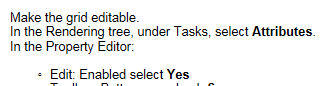 Make the grid editable.
In the Rendering tree, under Tasks, select Attributes.
In the Property Editor:
◦ Edit: Enabled select Yes